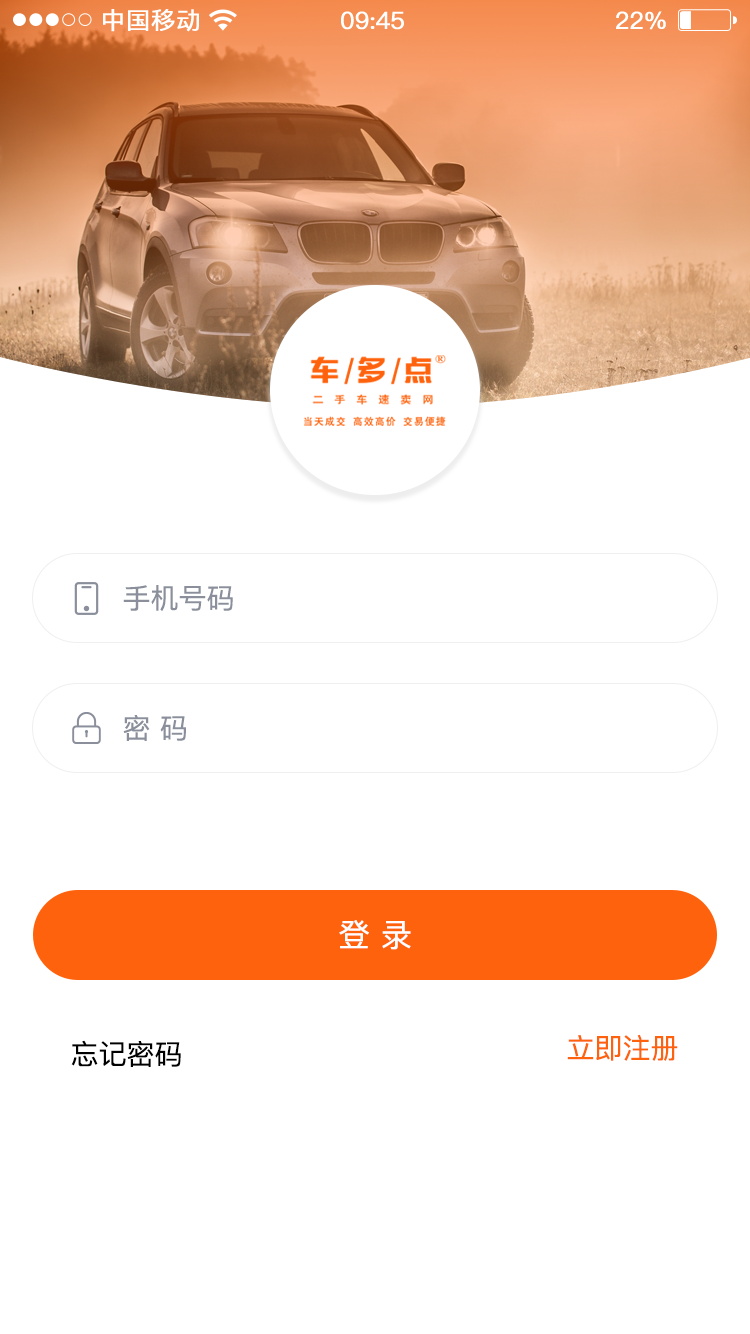 中国移动 09:45 22%
车/多/点®
二手车速卖网
当天成交 高效高价 交易便捷
手机号码
密 码
登 录
忘记密码 立即注册